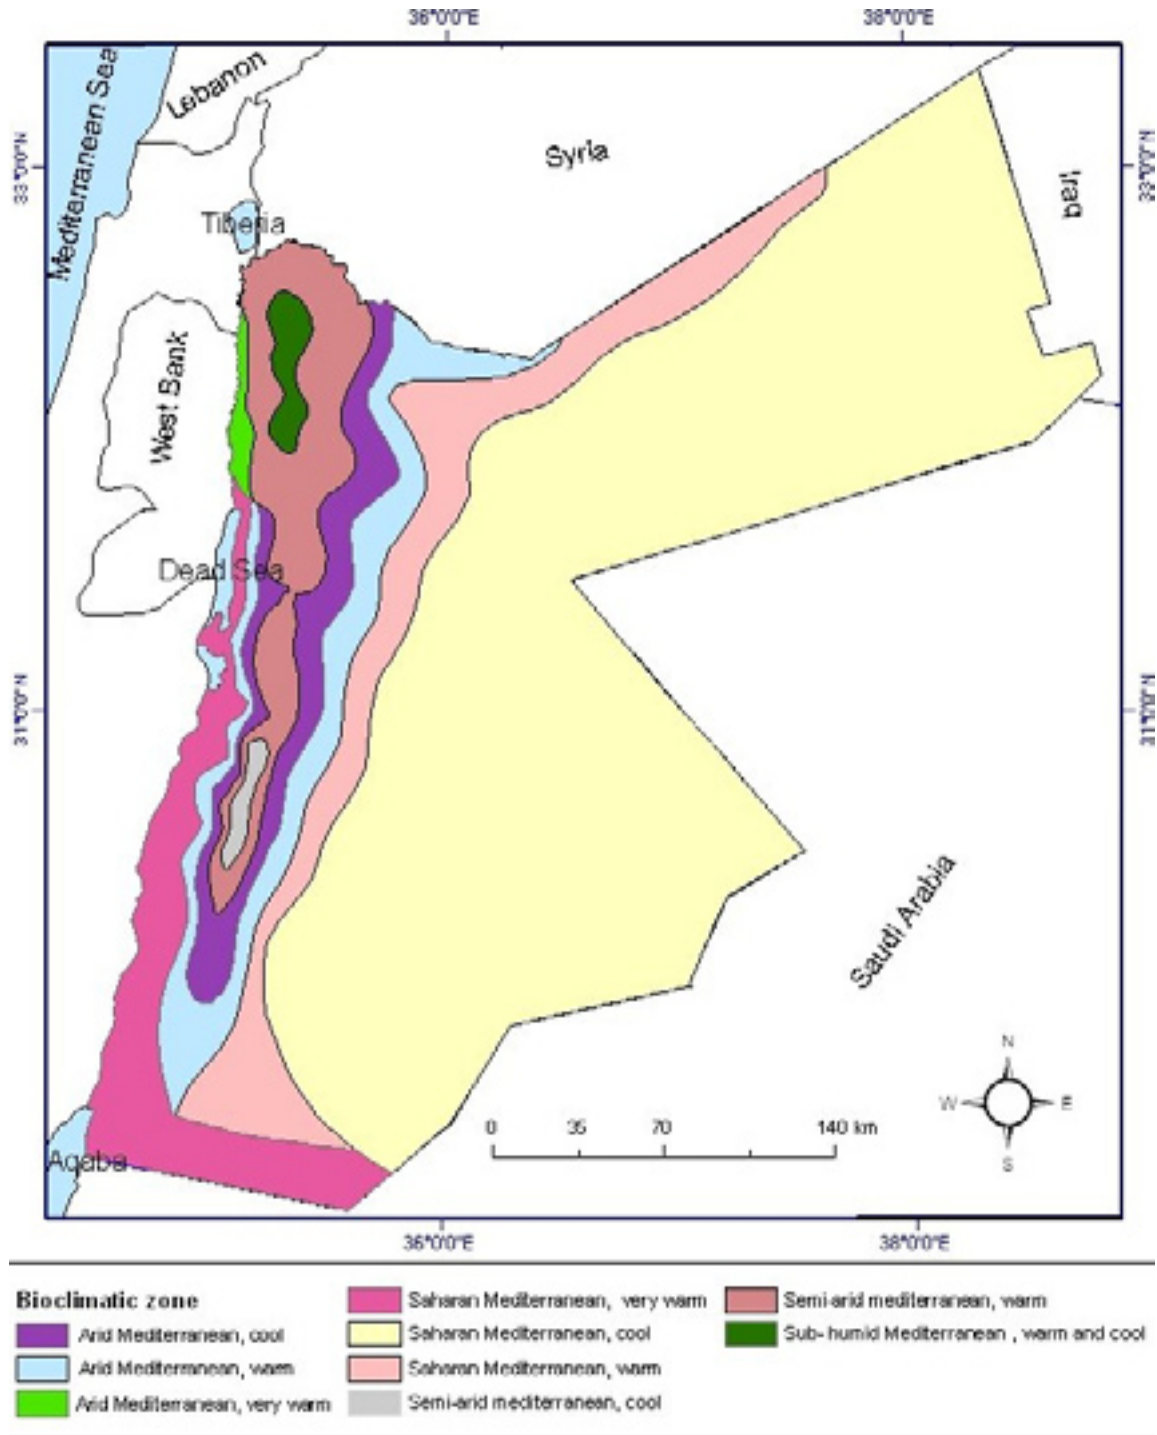 36°0'0"E 38°0'0"E
Mediterranean Sea
Lebanon
Syria
Iraq
33°0'0"N 33°0'0"N
Tiberia
West Bank
Dead Sea
31°0'0"N 31°0'0"N
Saudi Arabia
N
W E
S
0 35 70 140 km
Aqaba
36°0'0"E 38°0'0"E
Bioclimatic zone
Arid Mediterranean, cool
Arid Mediterranean, warm
Arid Mediterranean, very warm
Saharan Mediterranean, very warm
Saharan Mediterranean, cool
Saharan Mediterranean, warm
Semi-arid mediterranean, cool
Semi-arid mediterranean, warm
Sub- humid Mediterranean , warm and cool